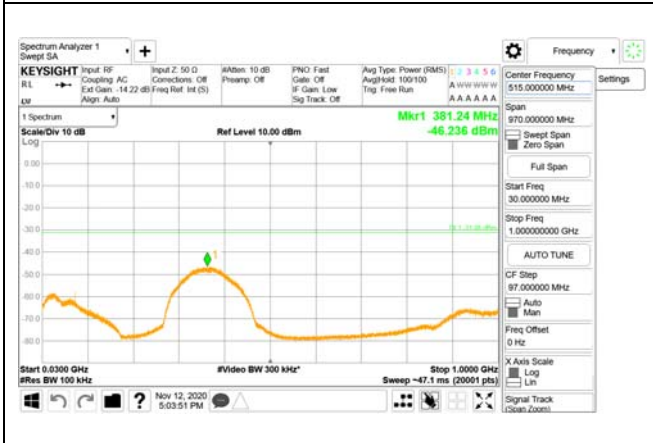 Spectrum Analyzer 1
Swept SA
+
Frequency
KEYSIGHT
RL
Input: RF
Coupling: AC
Ext Gain: -14.22 dB
Align: Auto
Input Z: 50 Ω
Corrections: Off
Freq Ref: Int (S)
#Atten: 10 dB
Preamp: Off
PNO: Fast
Gate: Off
IF Gain: Low
Sig Track: Off
Avg Type: Power (RMS)
Avg|Hold: 100/100
Trig: Free Run
1 2 3 4 5 6
A W W W W W
A A A A A A
1 Spectrum
Scale/Div 10 dB
Log
Ref Level 10.00 dBm
Mkr1 381.24 MHz
-46.236 dBm
0.00
-10.0
-20.0
-30.0
-40.0
-50.0
-60.0
-70.0
-80.0
1
Start 0.0300 GHz
#Res BW 100 kHz
#Video BW 300 kHz*
Stop 1.0000 GHz
Sweep ~47.1 ms (20001 pts)
Nov 12, 2020
5:03:51 PM
?
Center Frequency
515.000000 MHz
Settings
Span
970.000000 MHz
Swept Span
Zero Span
Full Span
Start Freq
30.000000 MHz
Stop Freq
1.000000000 GHz
AUTO TUNE
CF Step
97.000000 MHz
Auto
Man
Freq Offset
0 Hz
X Axis Scale
Log
Lin
Signal Track
(Span Zoom)